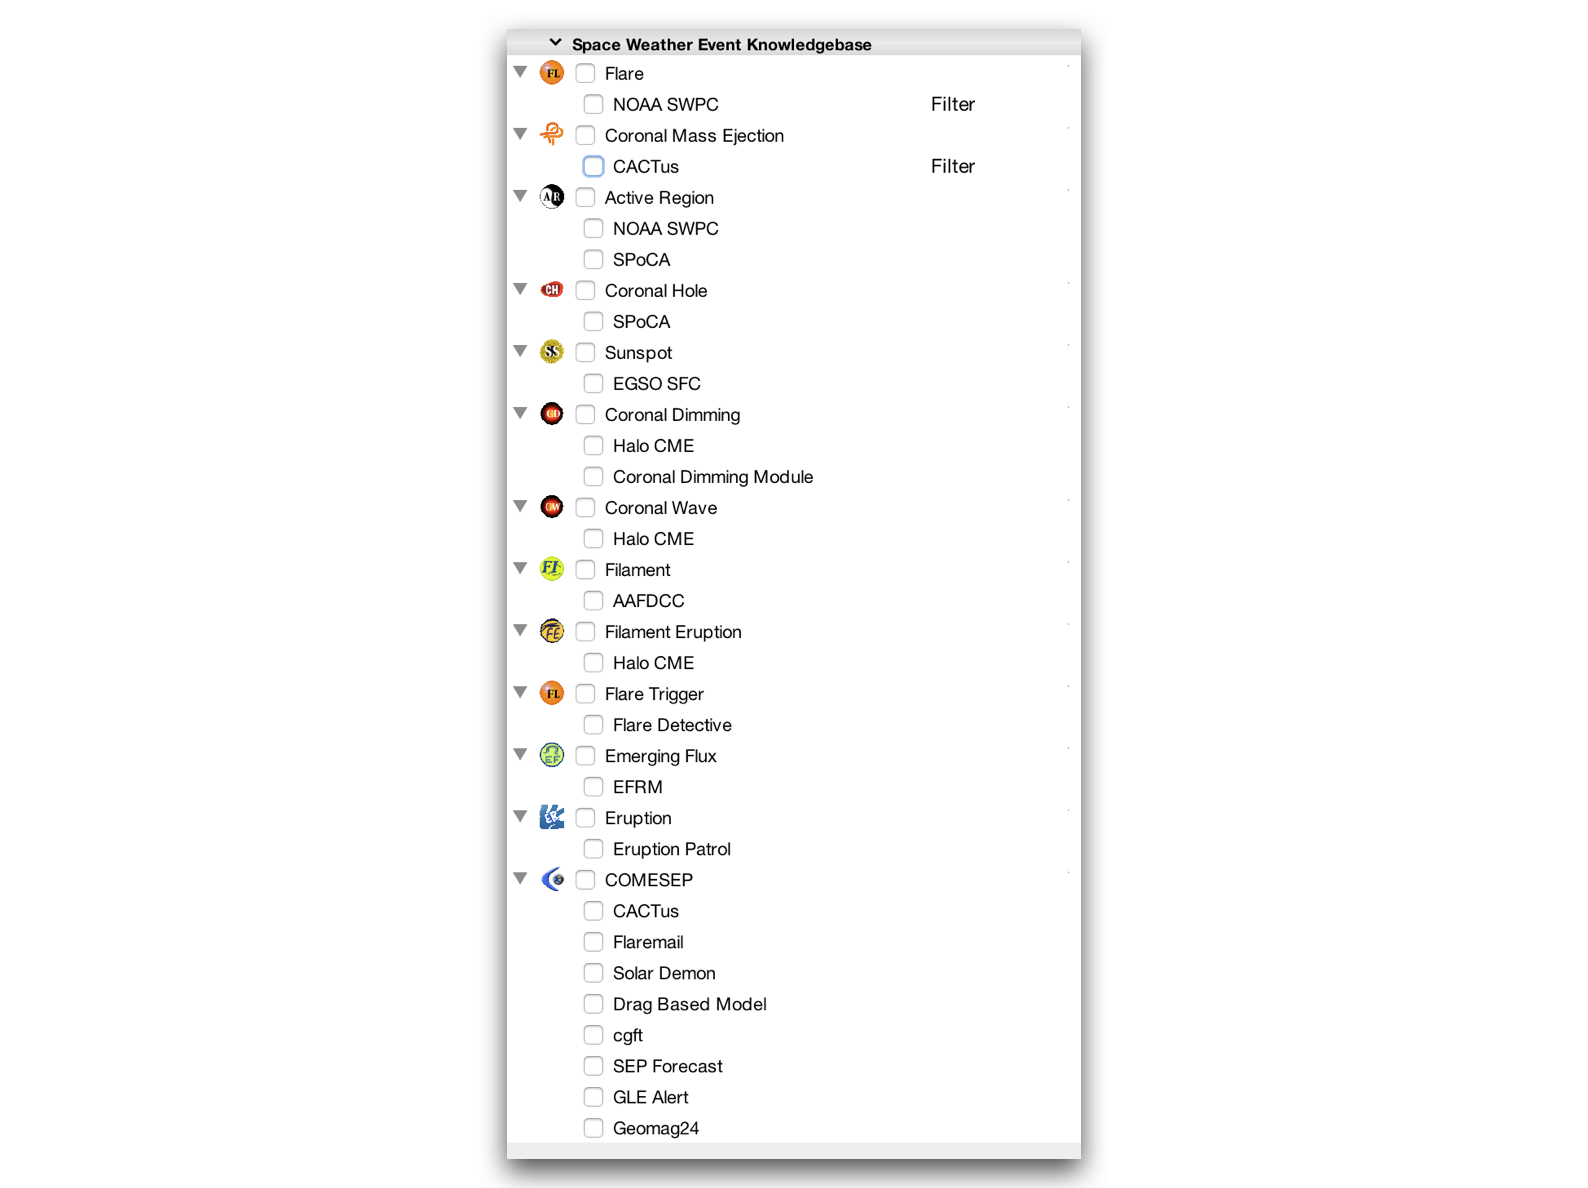 Space Weather Event Knowledgebase
FL Flare
NOAA SWPC Filter
Coronal Mass Ejection
CACTus Filter
AR Active Region
NOAA SWPC
SPoCA
CH Coronal Hole
SPoCA
SS Sunspot
EGSO SFC
CD Coronal Dimming
Halo CME
Coronal Dimming Module
CW Coronal Wave
Halo CME
FI Filament
AAFDCC
FE Filament Eruption
Halo CME
FL Flare Trigger
Flare Detective
EF Emerging Flux
EFRM
ER Eruption
Eruption Patrol
COMESEP
CACTus
Flaremail
Solar Demon
Drag Based Model
cgft
SEP Forecast
GLE Alert
Geomag24